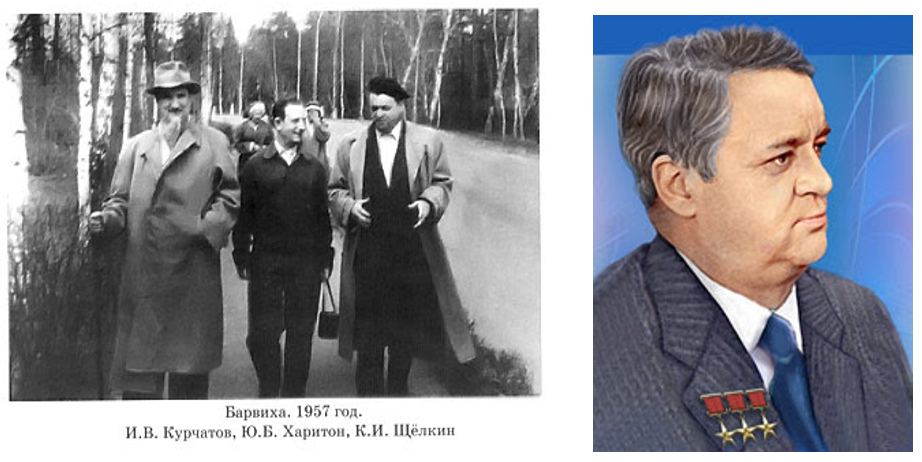 Барвиха. 1957 год.
И.В. Курчатов, Ю.Б. Харитон, К.И. Щёлкин